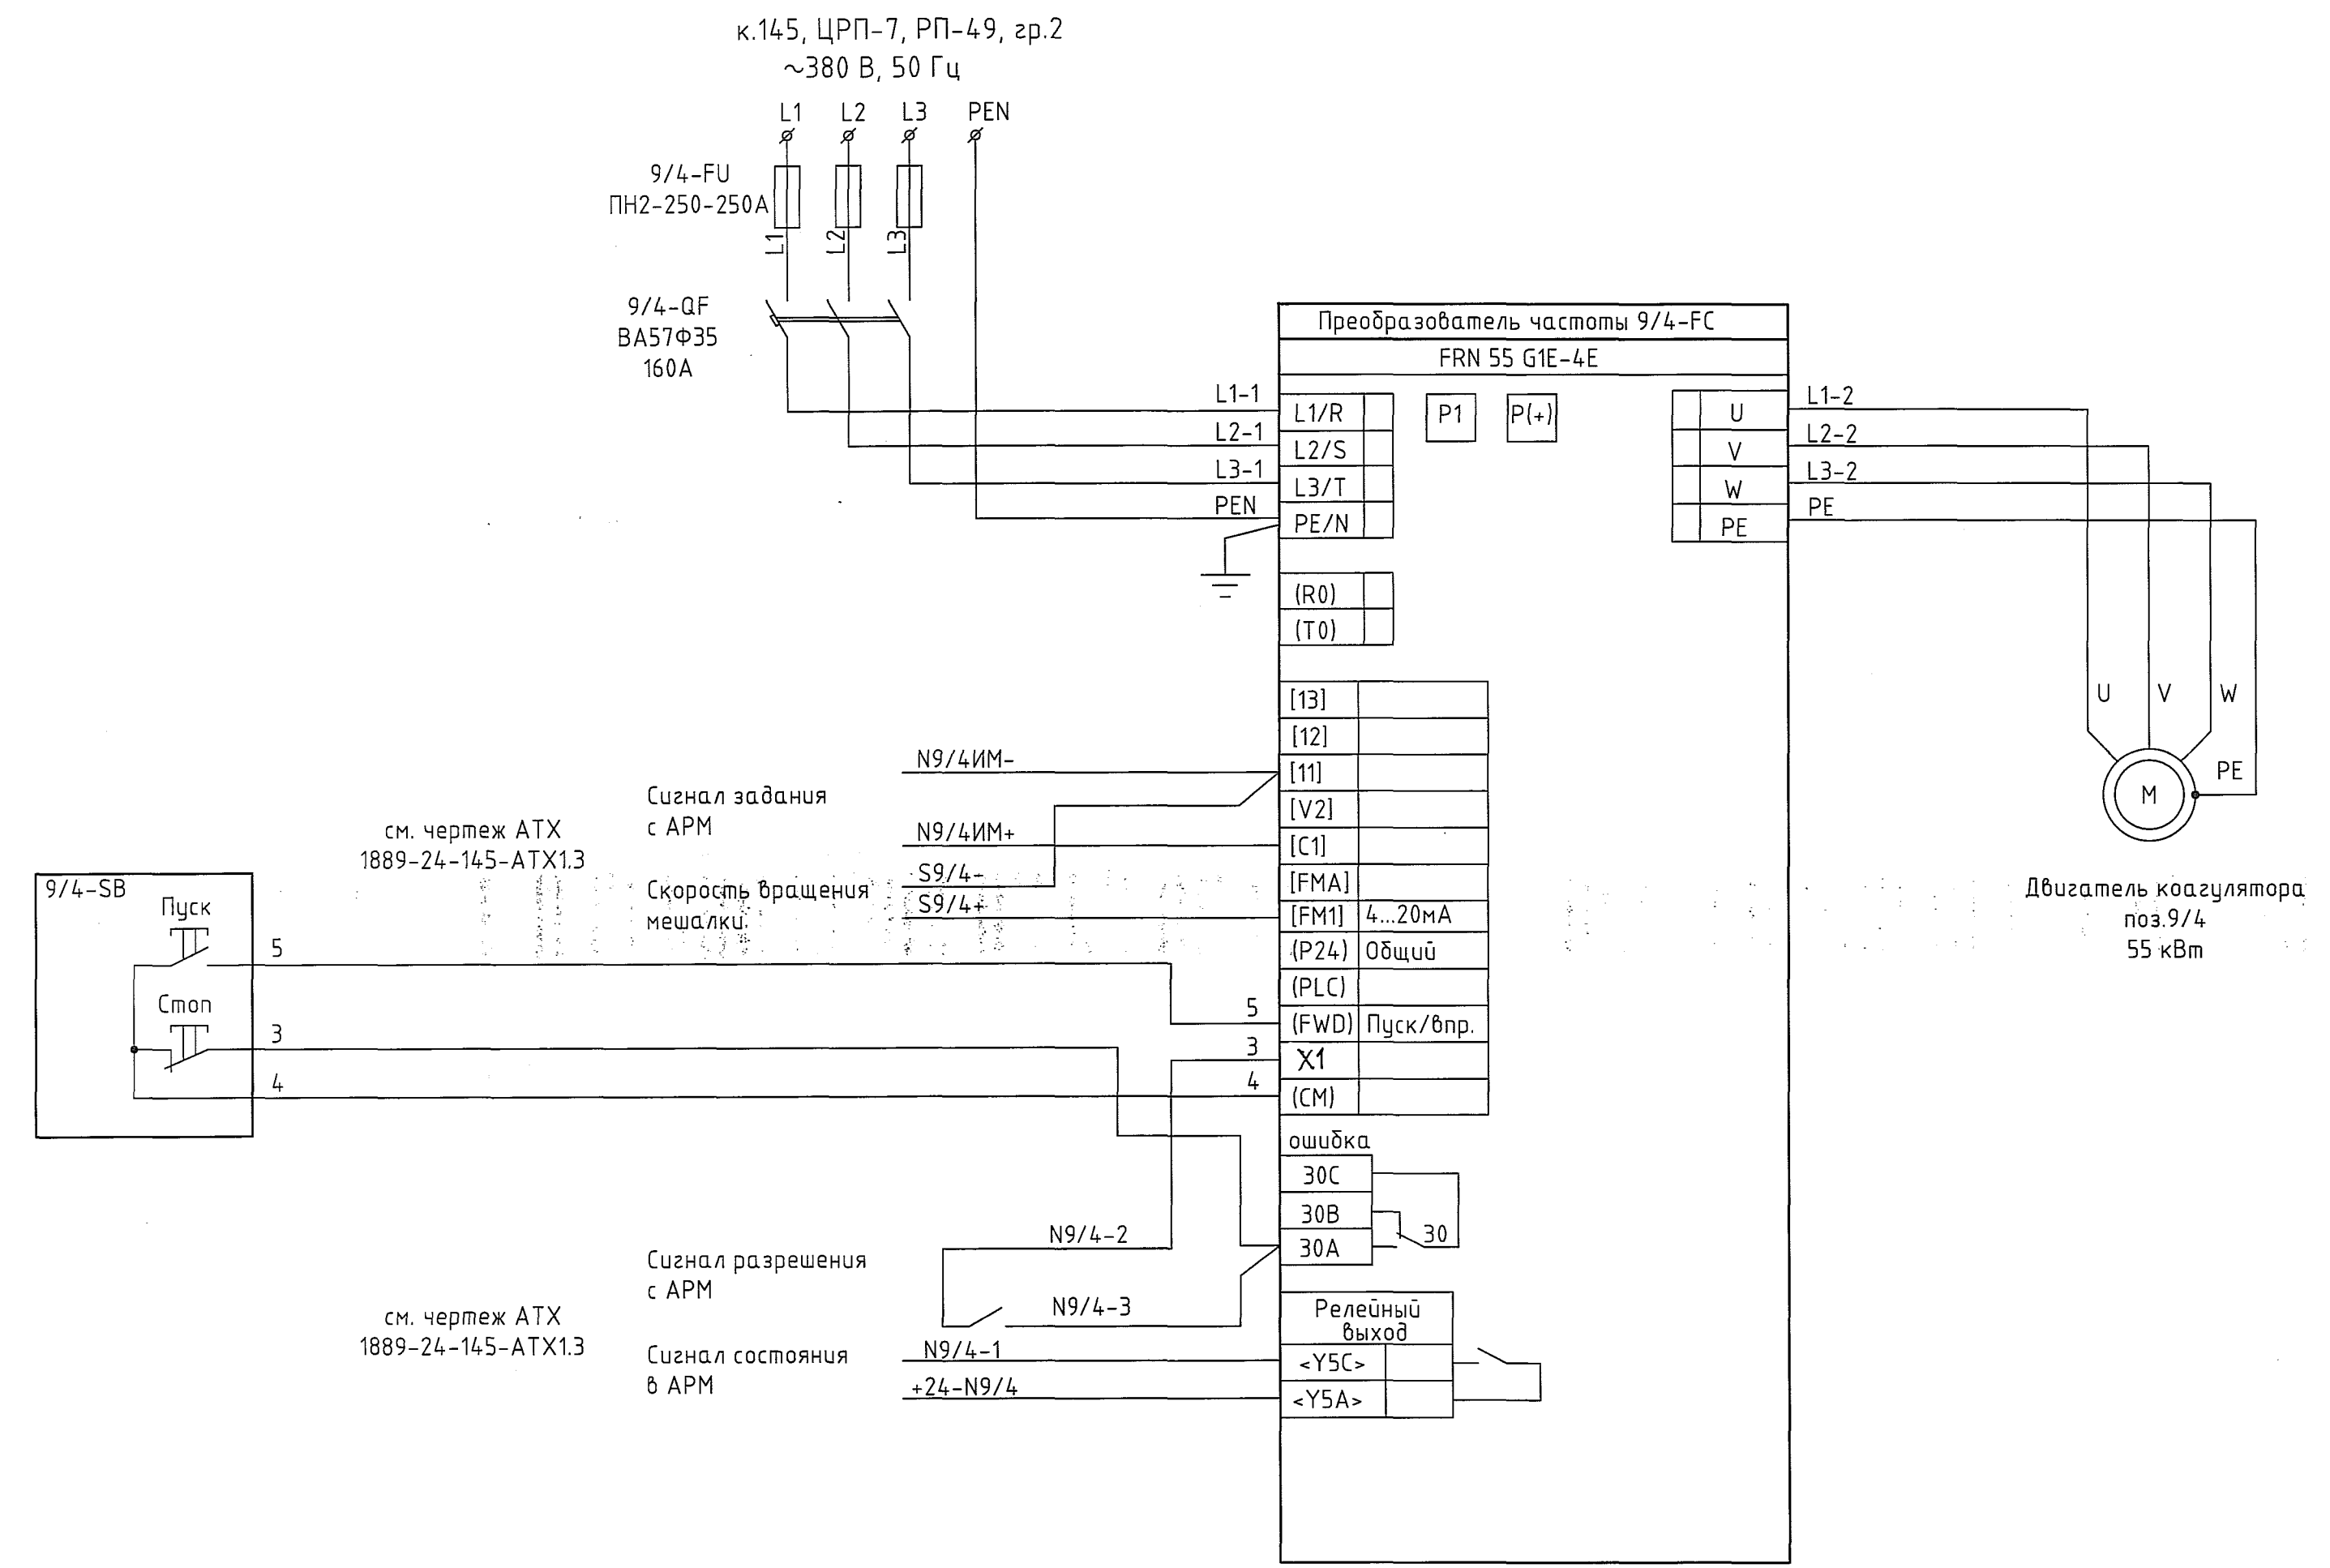 к.145, ЦРП-7, РП-49, гр.2
~380 В, 50 Гц
L1 L2 L3 PEN
9/4-FU
ПН2-250-250А
L1 L2 L3
9/4-QF
ВА57Ф35
160А
Преобразователь частоты 9/4-FC
FRN 55 G1E-4E
L1-1 L1/R P1 P(+) U L1-2
L2-1 L2/S V L2-2
L3-1 L3/T W L3-2
PEN PE/N PE PE
(R0)
(T0)
U V W
PE
M
Двигатель коагулятора
поз.9/4
55 кВт
[13]
[12]
N9/4ИМ- [11]
Сигнал задания
с АРМ
[V2]
N9/4ИМ+ [C1]
см. чертеж АТХ
1889-24-145-АТХ1.3
S9/4- [FMA]
Скорость вращения
мешалки.
S9/4+ [FM1] 4...20мА
(P24) Общий
(PLC)
5 (FWD) Пуск/впр.
3 X1
4 (CM)
9/4-SB
Пуск
5
Стоп
3
4
ошибка
30C
30B
30
30A
N9/4-2
Сигнал разрешения
с АРМ
N9/4-3
см. чертеж АТХ
1889-24-145-АТХ1.3
Сигнал состояния
в АРМ
Релейный
выход
N9/4-1 <Y5C>
+24-N9/4 <Y5A>